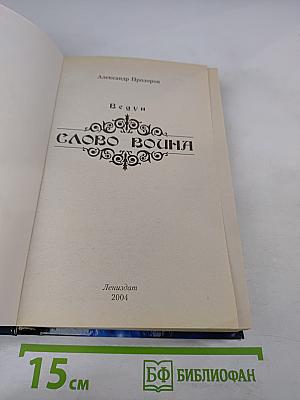 Александр Прозоров
Ведун
СЛОВО ВОИНА
Лениздат
2004
15 см
БФ БИБЛИОФАН